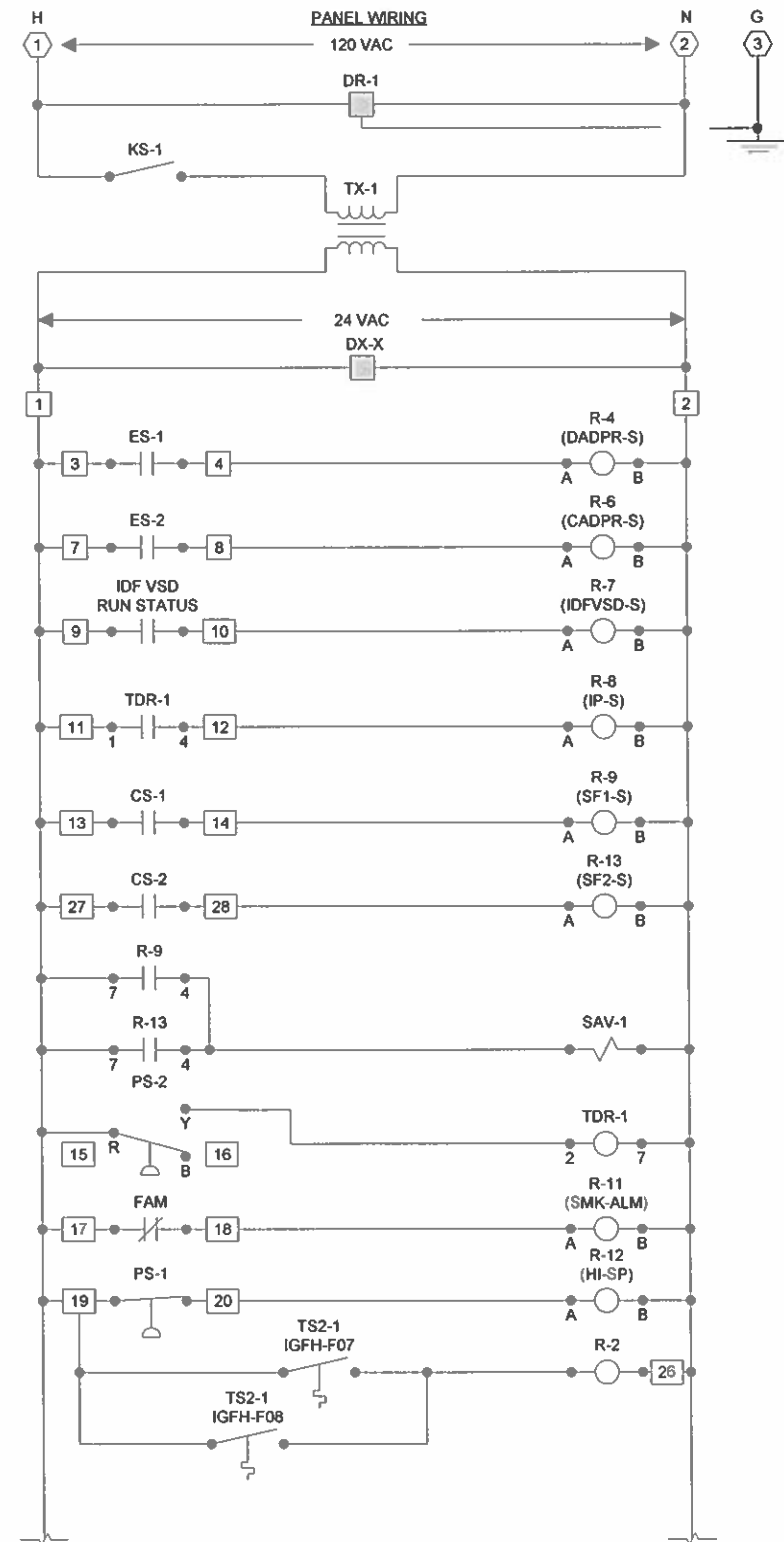 H PANEL WIRING N G
1 120 VAC 2 3
DR-1
KS-1
TX-1
24 VAC
DX-X
1 2
ES-1 R-4
(DADPR-S)
3 4 A B
ES-2 R-6
(CADPR-S)
7 8 A B
IDF VSD R-7
RUN STATUS (IDFVSD-S)
9 10 A B
TDR-1 R-8
(IP-S)
11 1 4 12 A B
CS-1 R-9
(SF1-S)
13 14 A B
CS-2 R-13
(SF2-S)
27 28 A B
R-9
7 4
R-13 SAV-1
7 4
PS-2
Y TDR-1
15 R B 16 2 7
FAM R-11
(SMK-ALM)
17 18 A B
PS-1 R-12
(HI-SP)
19 20 A B
TS2-1
IGFH-F07 R-2
26
TS2-1
IGFH-F08